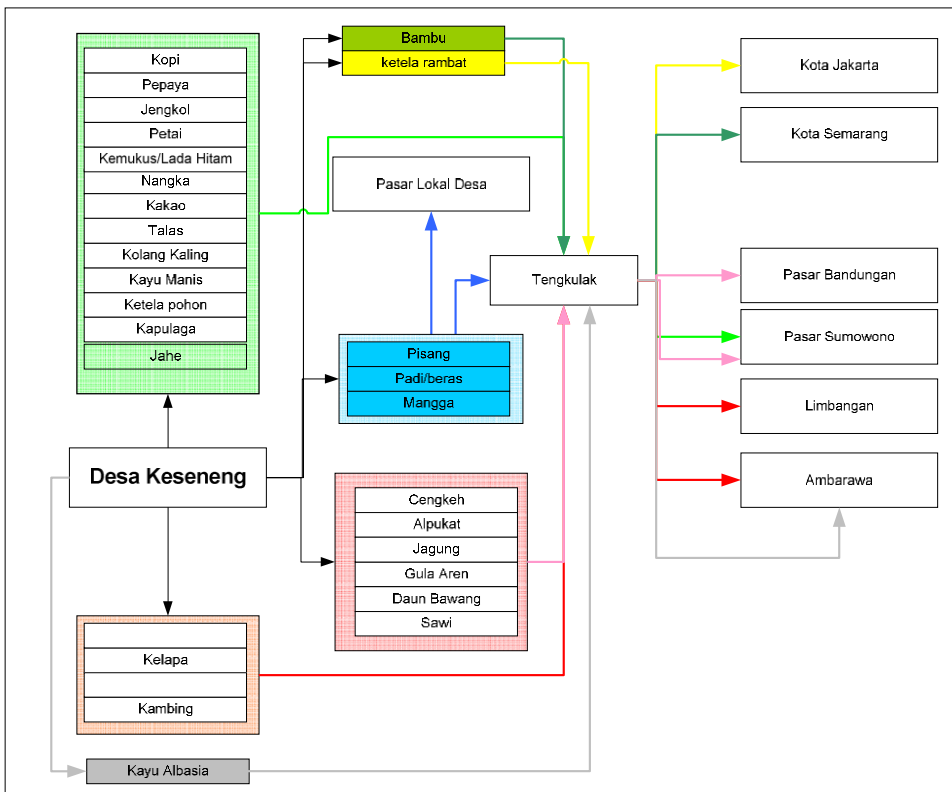 Kopi
Pepaya
Jengkol
Petai
Kemukus/Lada Hitam
Nangka
Kakao
Talas
Kolang Kaling
Kayu Manis
Ketela pohon
Kapulaga
Jahe
Desa Keseneng
Kelapa
Kambing
Kayu Albasia
Bambu
ketela rambat
Pasar Lokal Desa
Pisang
Padi/beras
Mangga
Cengkeh
Alpukat
Jagung
Gula Aren
Daun Bawang
Sawi
Tengkulak
Kota Jakarta
Kota Semarang
Pasar Bandungan
Pasar Sumowono
Limbangan
Ambarawa